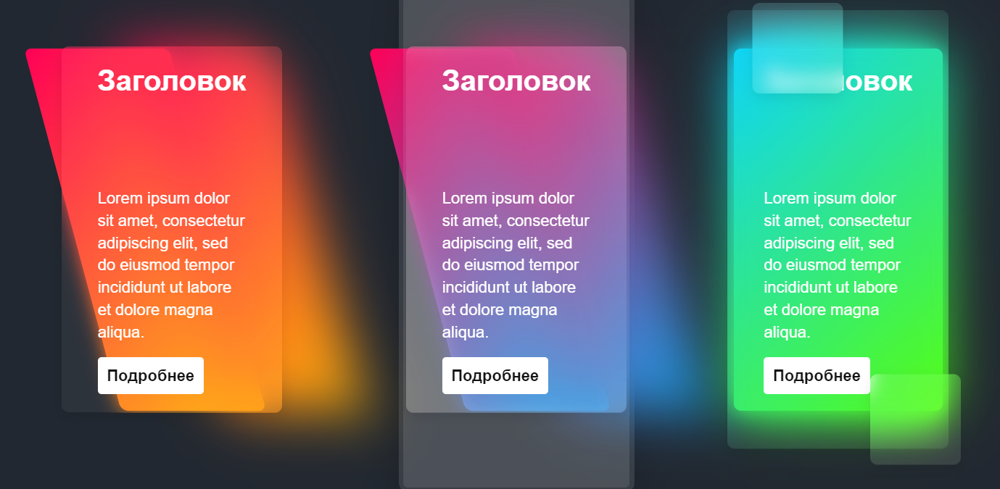 Заголовок
Lorem ipsum dolor
sit amet, consectetur
adipiscing elit, sed
do eiusmod tempor
incididunt ut labore
et dolore magna
aliqua.
Подробнее
Заголовок
Lorem ipsum dolor
sit amet, consectetur
adipiscing elit, sed
do eiusmod tempor
incididunt ut labore
et dolore magna
aliqua.
Подробнее
Lorem ipsum dolor
sit amet, consectetur
adipiscing elit, sed
do eiusmod tempor
incididunt ut labore
et dolore magna
aliqua.
Подробнее